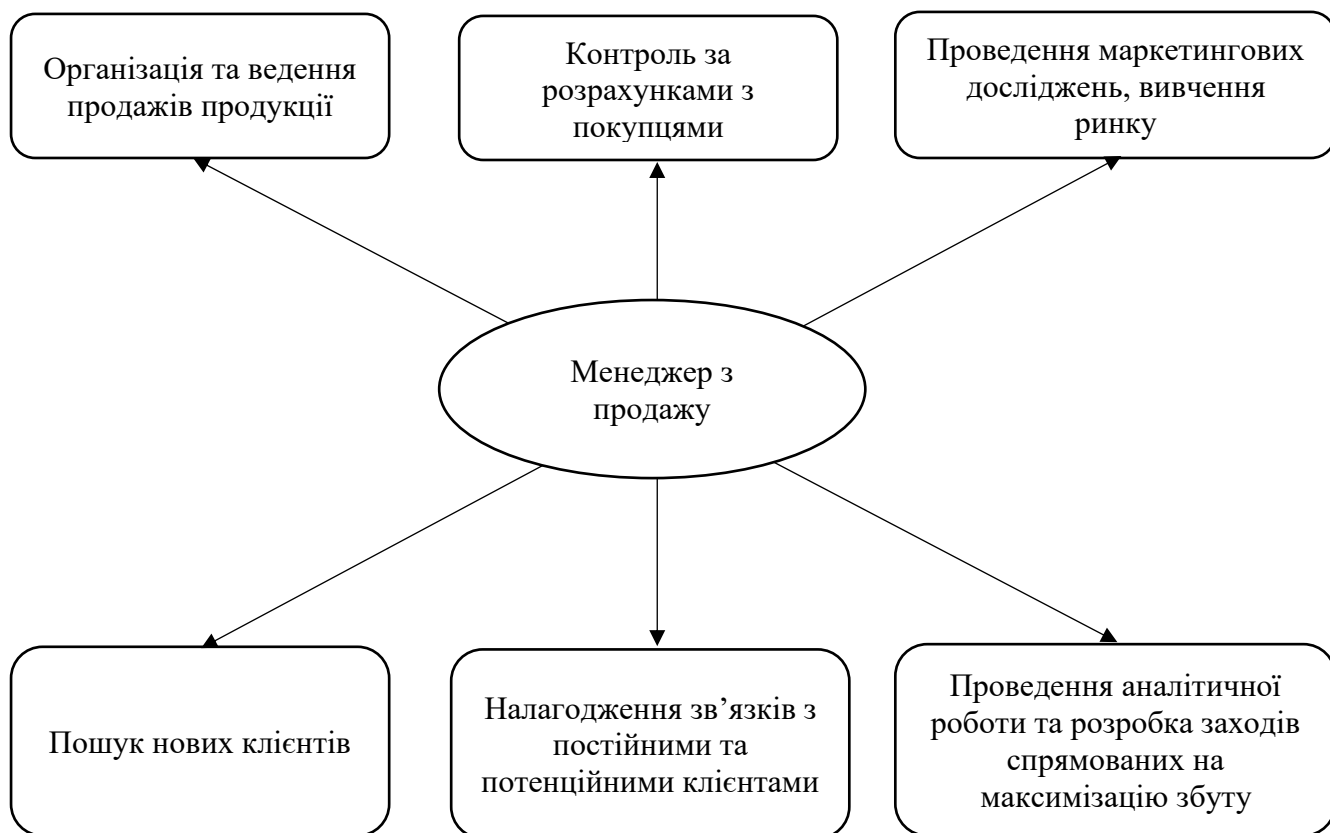 Організація та ведення
продажів продукції
Контроль за
розрахунками з
покупцями
Проведення маркетингових
досліджень, вивчення
ринку
Менеджер з
продажу
Пошук нових клієнтів
Налагодження зв’язків з
постійними та
потенційними клієнтами
Проведення аналітичної
роботи та розробка заходів
спрямованих на
максимізацію збуту